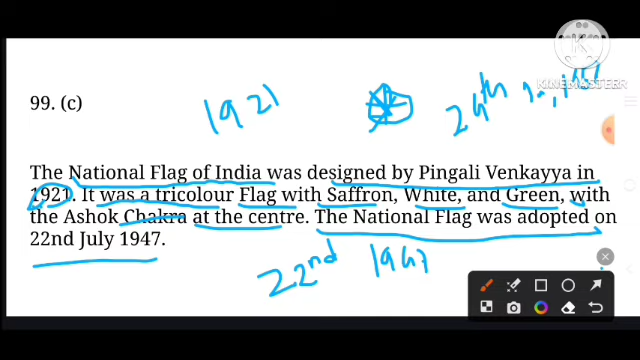 KINEMASTER
99. (c)
1921
24th
The National Flag of India was designed by Pingali Venkayya in
1921. It was a tricolour Flag with Saffron, White, and Green, with
the Ashok Chakra at the centre. The National Flag was adopted on
22nd July 1947.
22nd 1947